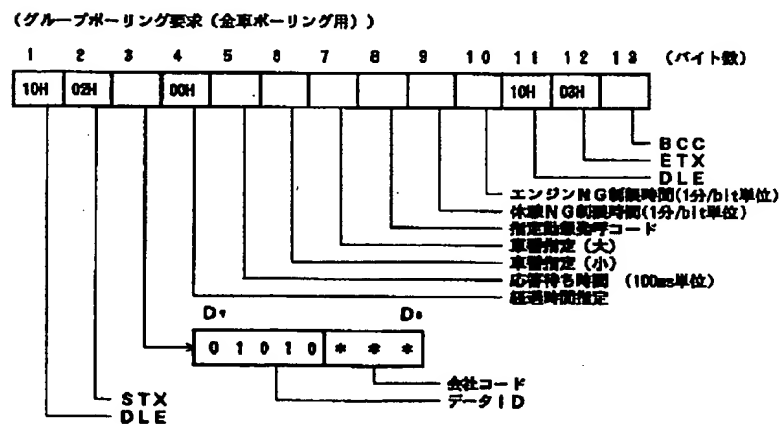 (グループポーリング要求(全車ポーリング用))
1 2 3 4 5 6 7 8 9 10 11 12 13 (バイト数)
10H 02H 00H 10H 03H
BCC
ETX
DLE
エンジンNG制限時間(1分/bit単位)
休憩NG制限時間(1分/bit単位)
コード
車番指定(大)
車番指定(小)
応答待ち時間 (100ms単位)
経過時間指定
D7 D0
0 1 0 1 0 * * *
会社コード
データID
STX
DLE